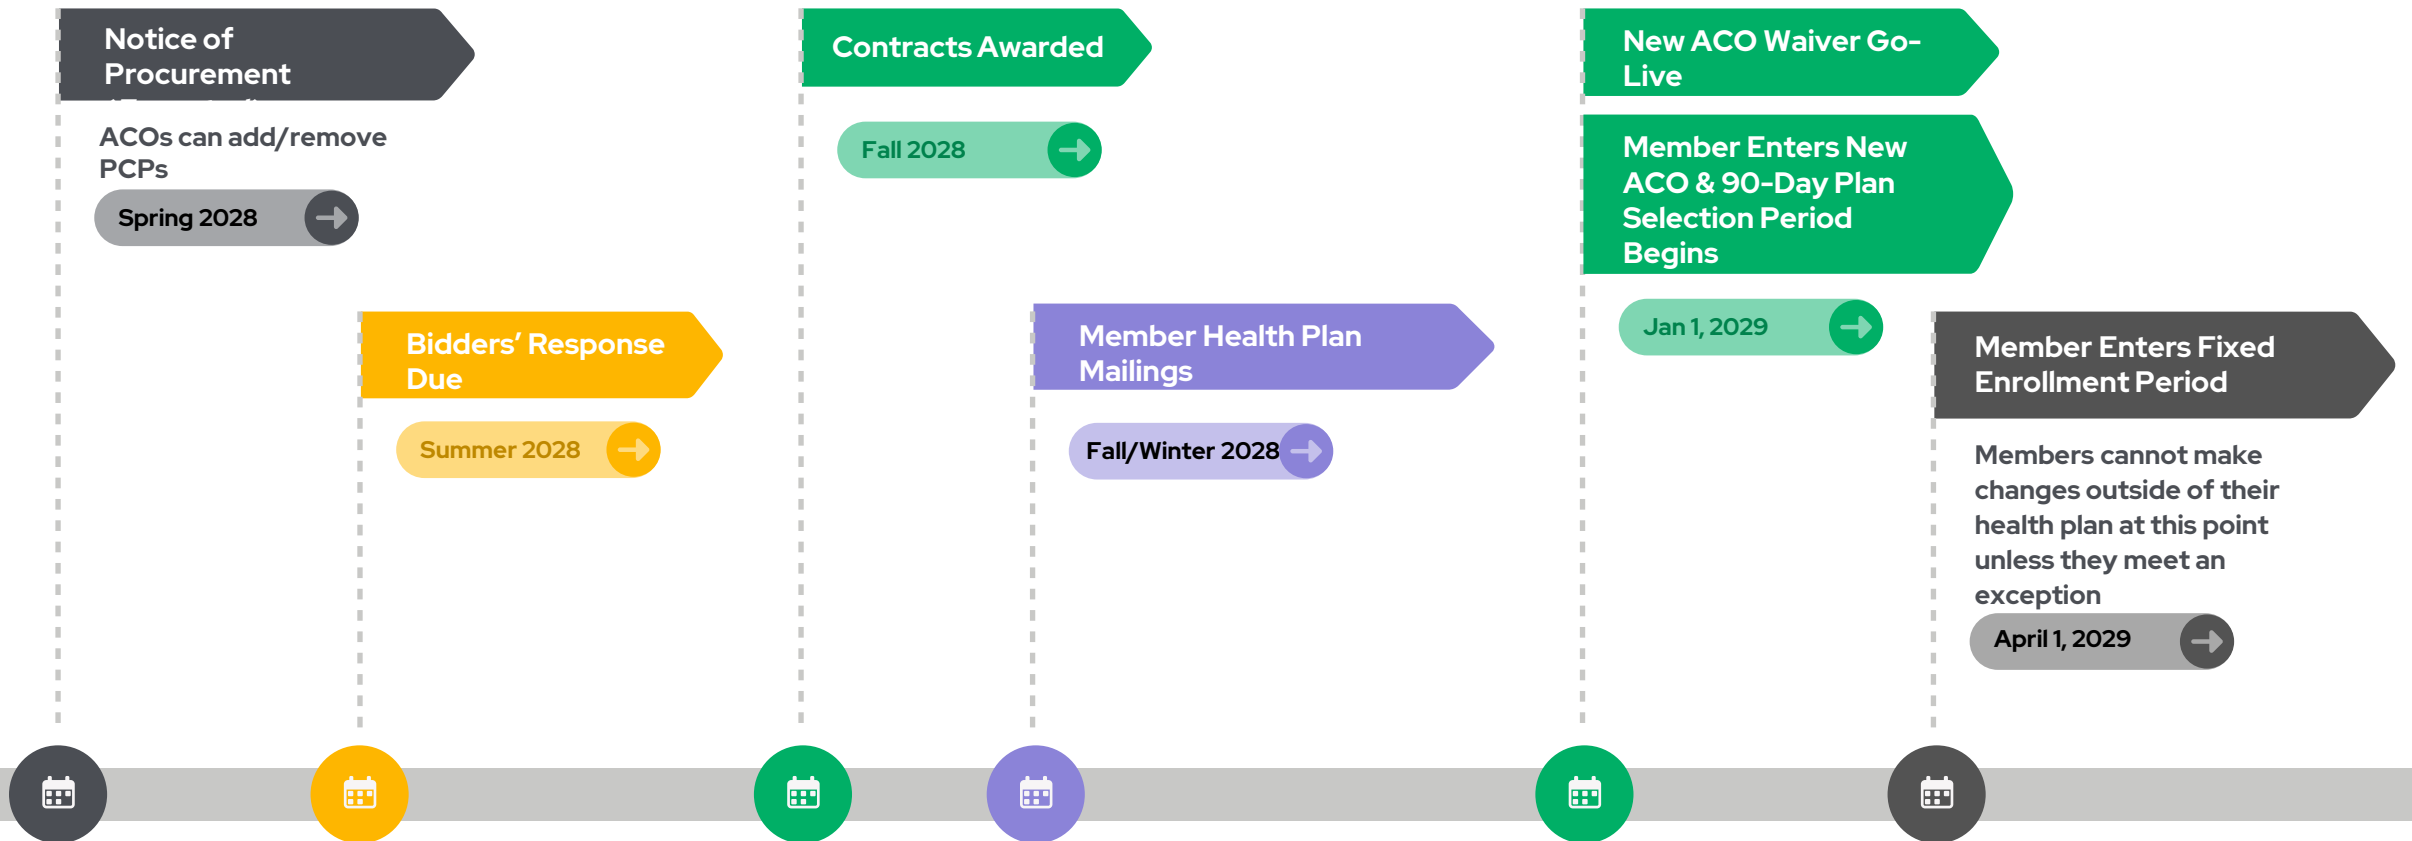 Notice of
Procurement
ACOs can add/remove
PCPs
Spring 2028
Bidders’ Response
Due
Summer 2028
Contracts Awarded
Fall 2028
Member Health Plan
Mailings
Fall/Winter 2028
New ACO Waiver Go-
Live
Member Enters New
ACO & 90-Day Plan
Selection Period
Begins
Jan 1, 2029
Member Enters Fixed
Enrollment Period
Members cannot make
changes outside of their
health plan at this point
unless they meet an
exception
April 1, 2029